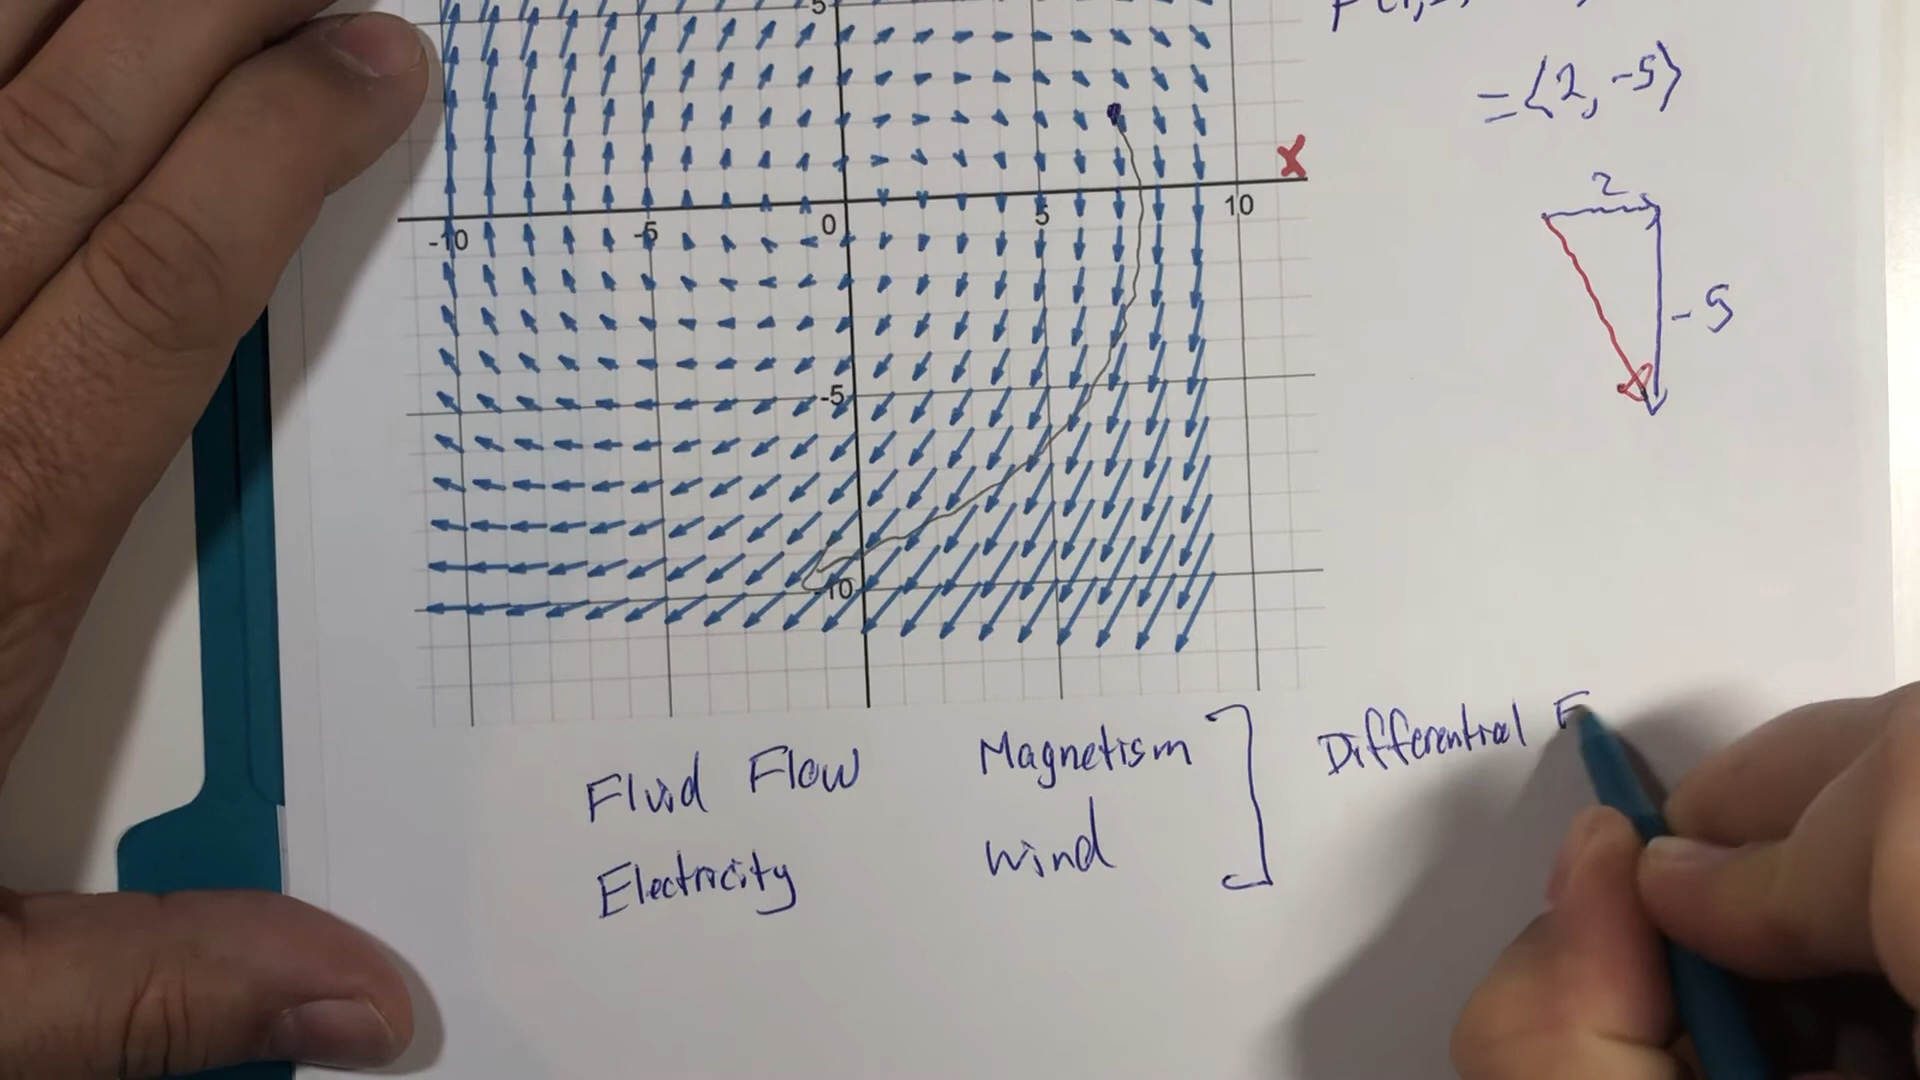 5
= ⟨2, -5⟩
X
2
-10 -5 0 5 10
-5
-5
-10
Fluid Flow Magnetism Differential
Electricity Wind